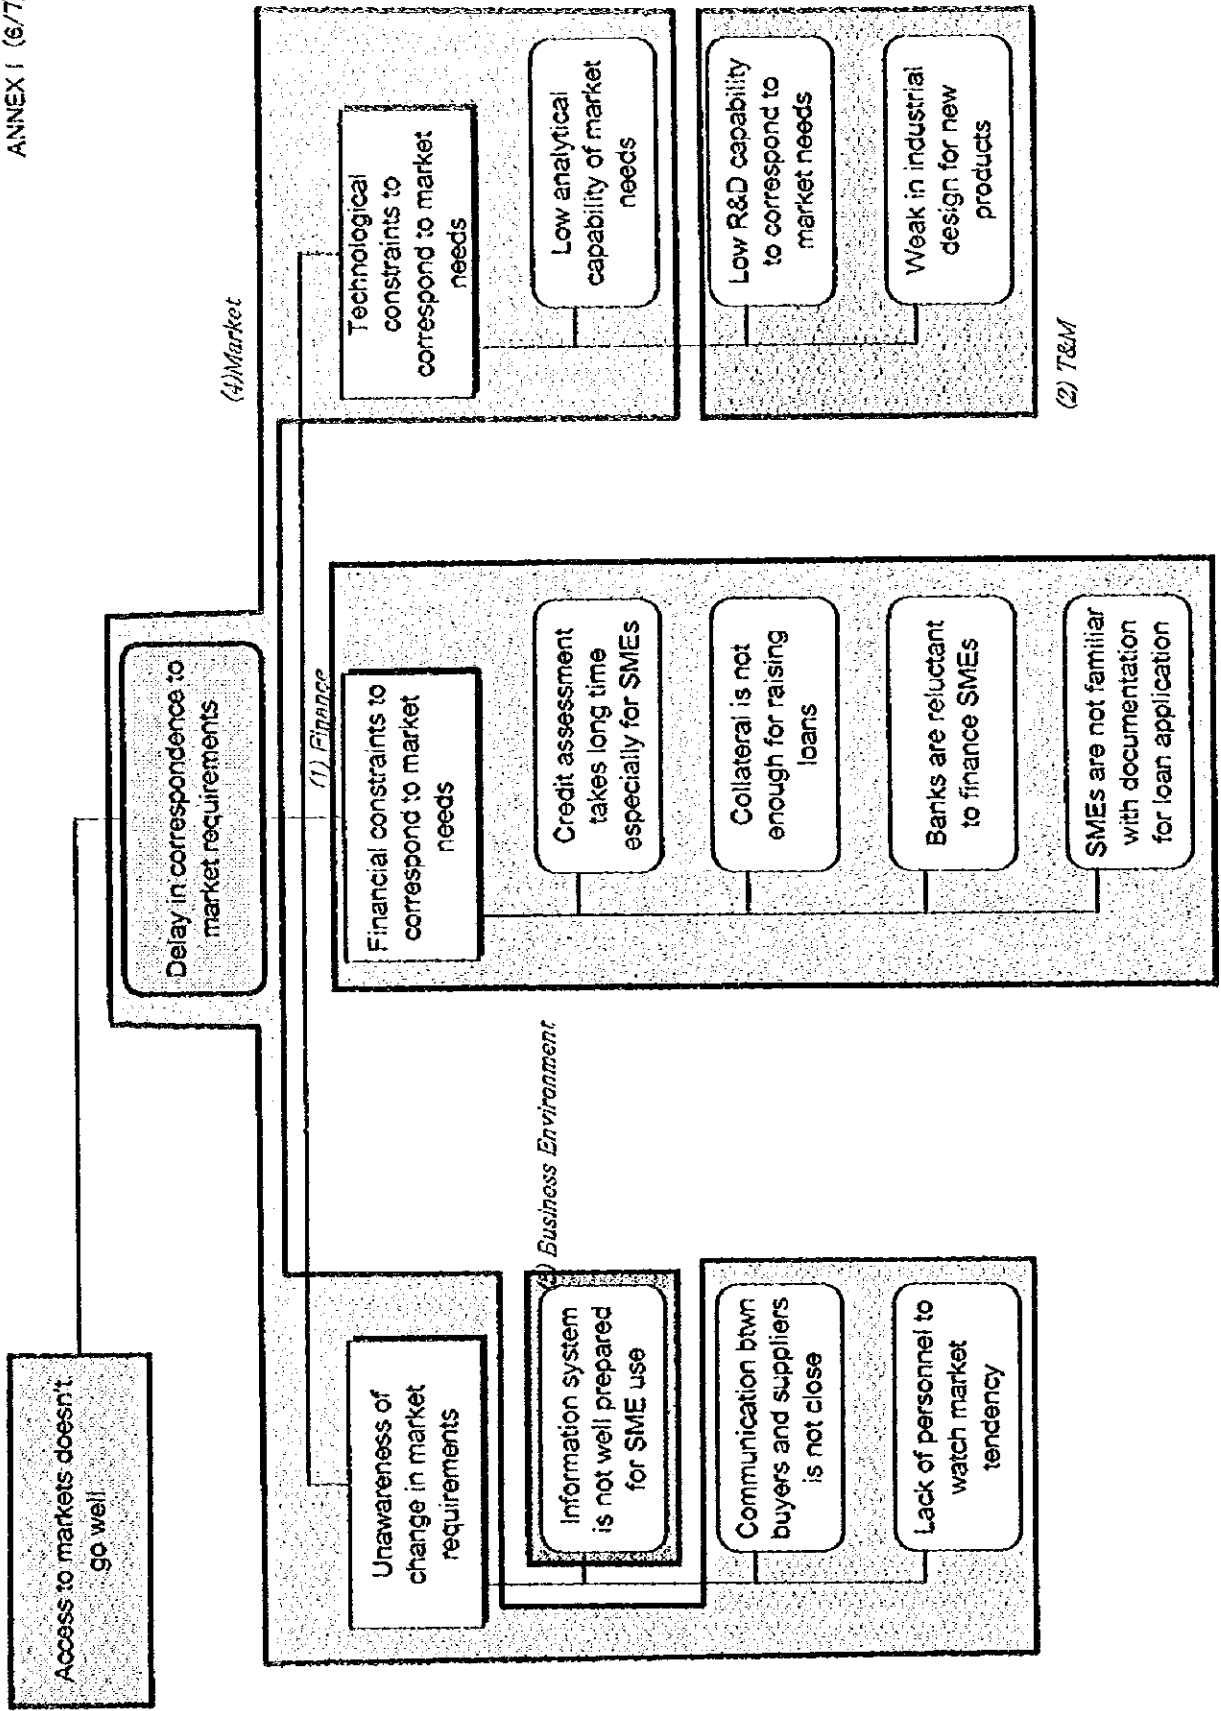 ANNEX I (6/7)
Access to markets doesn't
go well
Delay in correspondence to
market requirements
(4)Market
(1) Finance
Unawareness of
change in market
requirements
Financial constraints to
correspond to market
needs
Technological
constraints to
correspond to market
needs
(5) Business Environment
Information system
is not well prepared
for SME use
Credit assessment
takes long time
especially for SMEs
Low analytical
capability of market
needs
Communication btwn
buyers and suppliers
is not close
Collateral is not
enough for raising
loans
Low R&D capability
to correspond to
market needs
Lack of personnel to
watch market
tendency
Banks are reluctant
to finance SMEs
Weak in industrial
design for new
products
SMEs are not familiar
with documentation
for loan application
(2) T&M